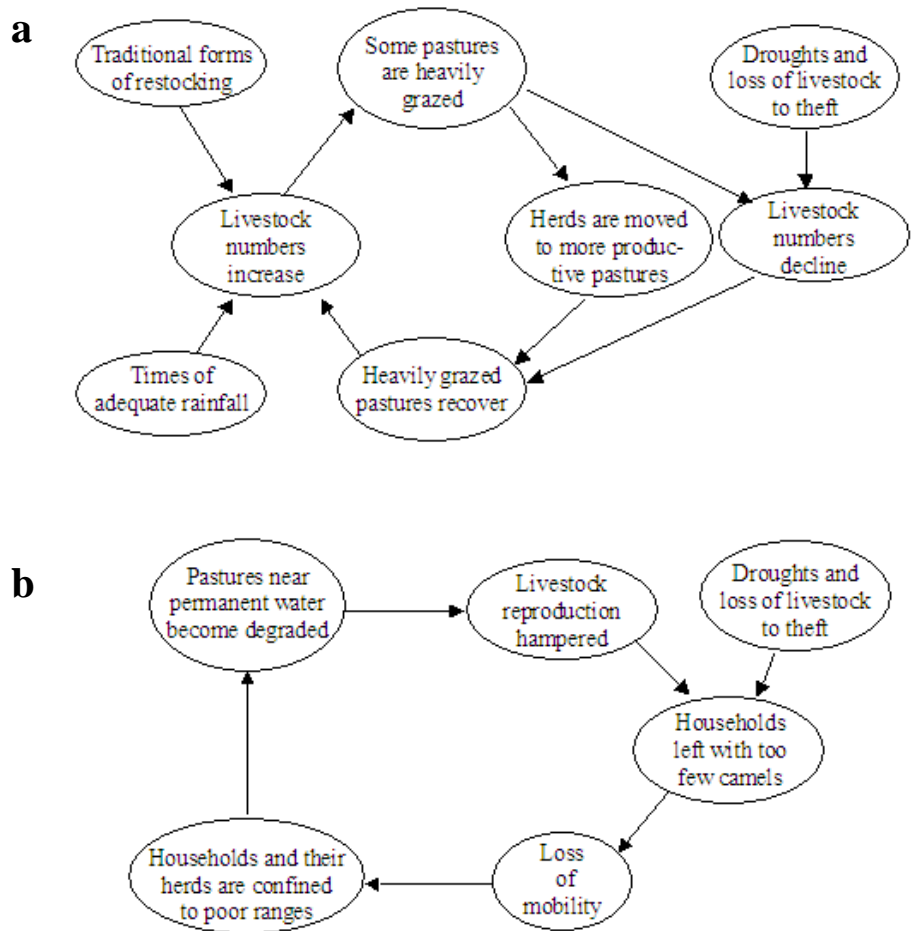 a
Traditional forms
of restocking
Some pastures
are heavily
grazed
Droughts and
loss of livestock
to theft
Livestock
numbers
increase
Herds are moved
to more produc-
tive pastures
Livestock
numbers
decline
Times of
adequate rainfall
Heavily grazed
pastures recover
b
Pastures near
permanent water
become degraded
Livestock
reproduction
hampered
Droughts and
loss of livestock
to theft
Households
left with too
few camels
Households and their
herds are confined
to poor ranges
Loss
of
mobility